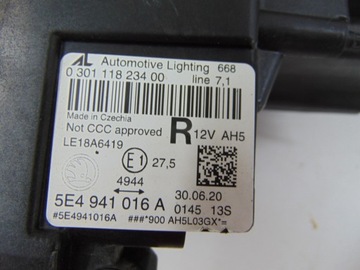 AL Automotive Lighting 668
0 301 118 234 00 line 7,1
Made in Czechia
Not CCC approved R 12V AH5
LE18A6419
E1 27,5
4944
30.06.20
5E4 941 016 A 0145 13S
#5E4941016A ###*900 AH5L03GX*=